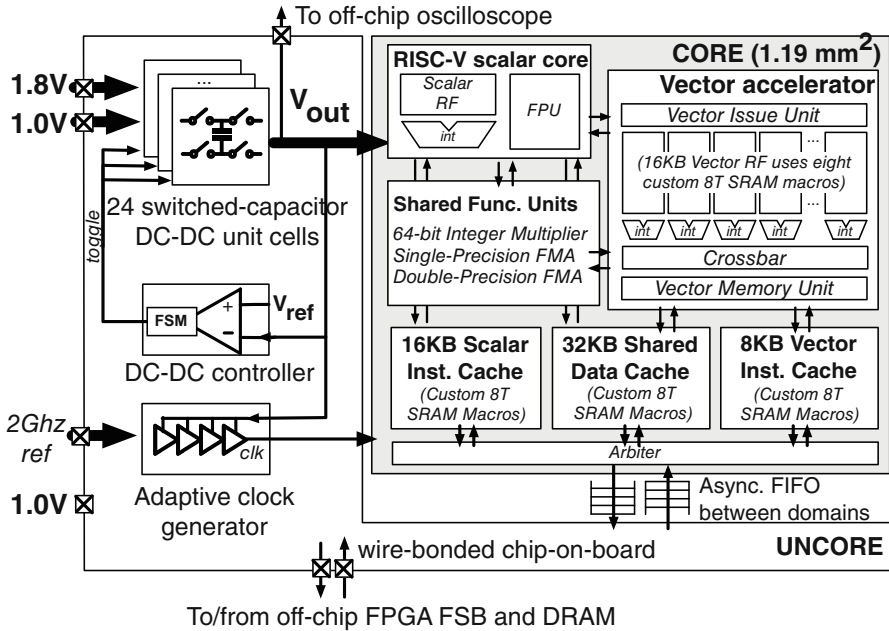 To off-chip oscilloscope
1.8V
1.0V
...
Vout
24 switched-capacitor
DC-DC unit cells
toggle
FSM
+
−
Vref
DC-DC controller
2Ghz
ref
clk
Adaptive clock
generator
1.0V
CORE (1.19 mm2)
RISC-V scalar core
Scalar
RF
int
FPU
Vector accelerator
Vector Issue Unit
...
(16KB Vector RF uses eight
custom 8T SRAM macros)
...
int
int
int
int
...
int
Crossbar
Vector Memory Unit
Shared Func. Units
64-bit Integer Multiplier
Single-Precision FMA
Double-Precision FMA
16KB Scalar
Inst. Cache
(Custom 8T
SRAM Macros)
32KB Shared
Data Cache
(Custom 8T
SRAM Macros)
8KB Vector
Inst. Cache
(Custom 8T
SRAM Macros)
Arbiter
Async. FIFO
between domains
UNCORE
wire-bonded chip-on-board
To/from off-chip FPGA FSB and DRAM